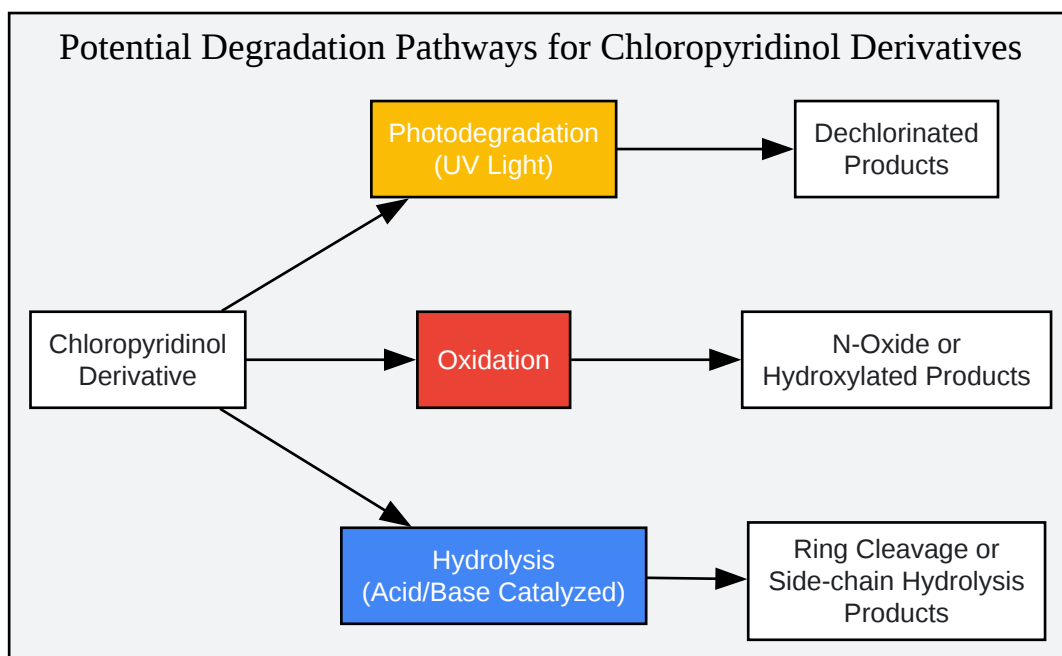 Potential Degradation Pathways for Chloropyridinol Derivatives
Photodegradation
(UV Light)
Dechlorinated
Products
Chloropyridinol
Derivative
Oxidation
N-Oxide or
Hydroxylated Products
Hydrolysis
(Acid/Base Catalyzed)
Ring Cleavage or
Side-chain Hydrolysis
Products